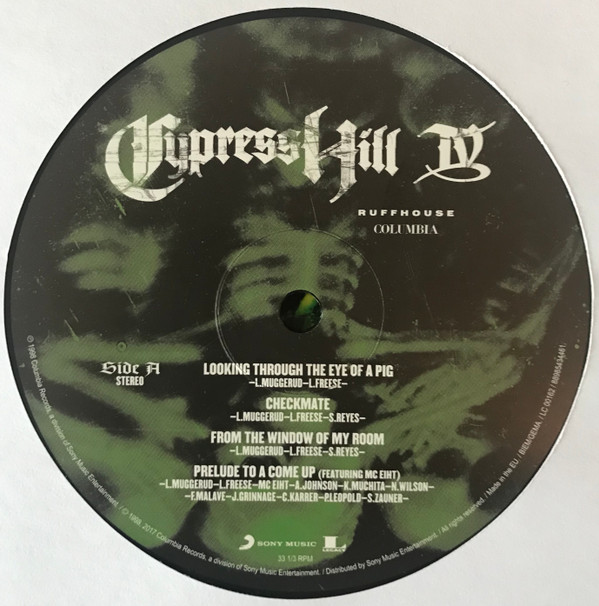 Cypress Hill IV
RUFFHOUSE
COLUMBIA
Side A
STEREO
LOOKING THROUGH THE EYE OF A PIG
–L.MUGGERUD–L.FREESE–
CHECKMATE
–L.MUGGERUD–L.FREESE–S.REYES–
FROM THE WINDOW OF MY ROOM
–L.MUGGERUD–L.FREESE–S.REYES–
PRELUDE TO A COME UP (FEATURING MC EIHT)
–L.MUGGERUD–L.FREESE–MC EIHT–A.JOHNSON–K.MUCHITA–N.WILSON–
–F.MALAVE–J.GRINNAGE–C.KARRER–P.LEOPOLD–S.ZAUNER–
SONY MUSIC
LEGACY
33 1/3 RPM
℗ 1998 Columbia Records, a division of Sony Music Entertainment. / © 1998, 2017 Columbia Records, a division of Sony Music Entertainment. / Distributed by Sony Music Entertainment. / All rights reserved. / Made in the EU. / BIEM/GEMA. / LC 00162 / 88985434461